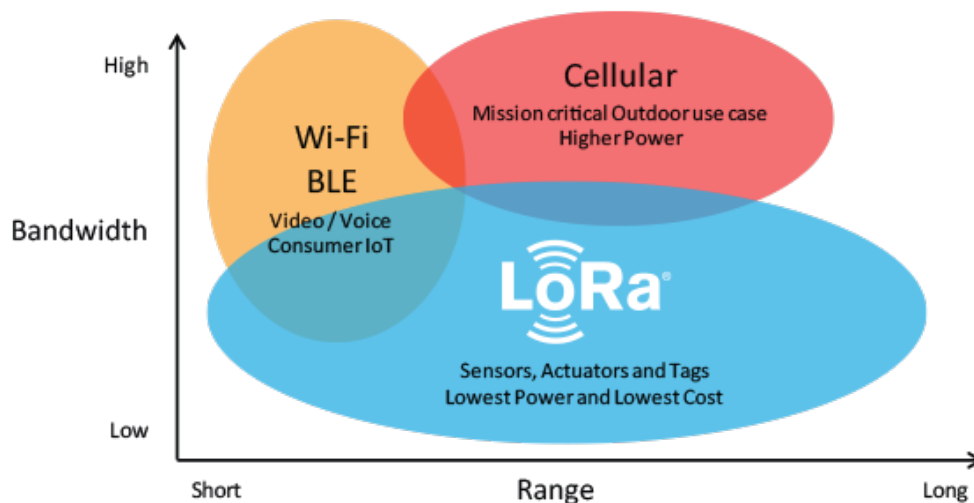 High
Bandwidth
Low
Wi-Fi
BLE
Video / Voice
Consumer IoT
Cellular
Mission critical Outdoor use case
Higher Power
LoRa®
Sensors, Actuators and Tags
Lowest Power and Lowest Cost
Short
Range
Long